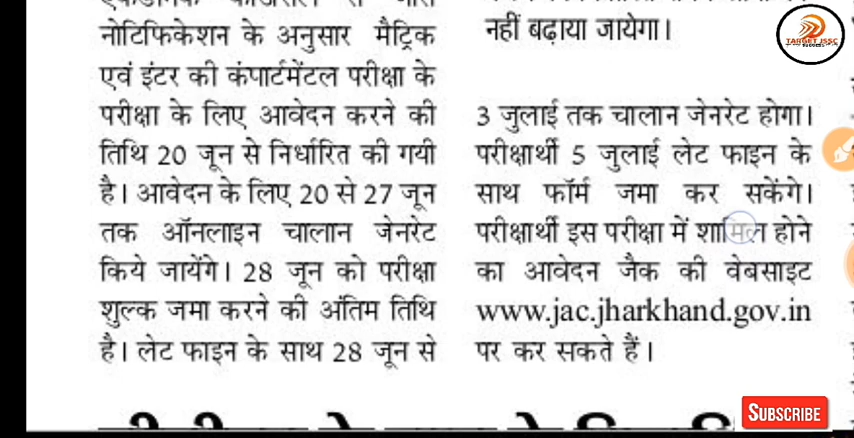 नोटिफिकेशन के अनुसार मैट्रिक
एवं इंटर की कंपार्टमेंटल परीक्षा के
परीक्षा के लिए आवेदन करने की
तिथि 20 जून से निर्धारित की गयी
है। आवेदन के लिए 20 से 27 जून
तक ऑनलाइन चालान जेनरेट
किये जायेंगे। 28 जून को परीक्षा
शुल्क जमा करने की अंतिम तिथि
है। लेट फाइन के साथ 28 जून से
नहीं बढ़ाया जायेगा।
3 जुलाई तक चालान जेनरेट होगा।
परीक्षार्थी 5 जुलाई लेट फाइन के
साथ फॉर्म जमा कर सकेंगे।
परीक्षार्थी इस परीक्षा में शामिल होने
का आवेदन जैक की वेबसाइट
www.jac.jharkhand.gov.in
पर कर सकते हैं।
TARGET JSSC
SUBSCRIBE